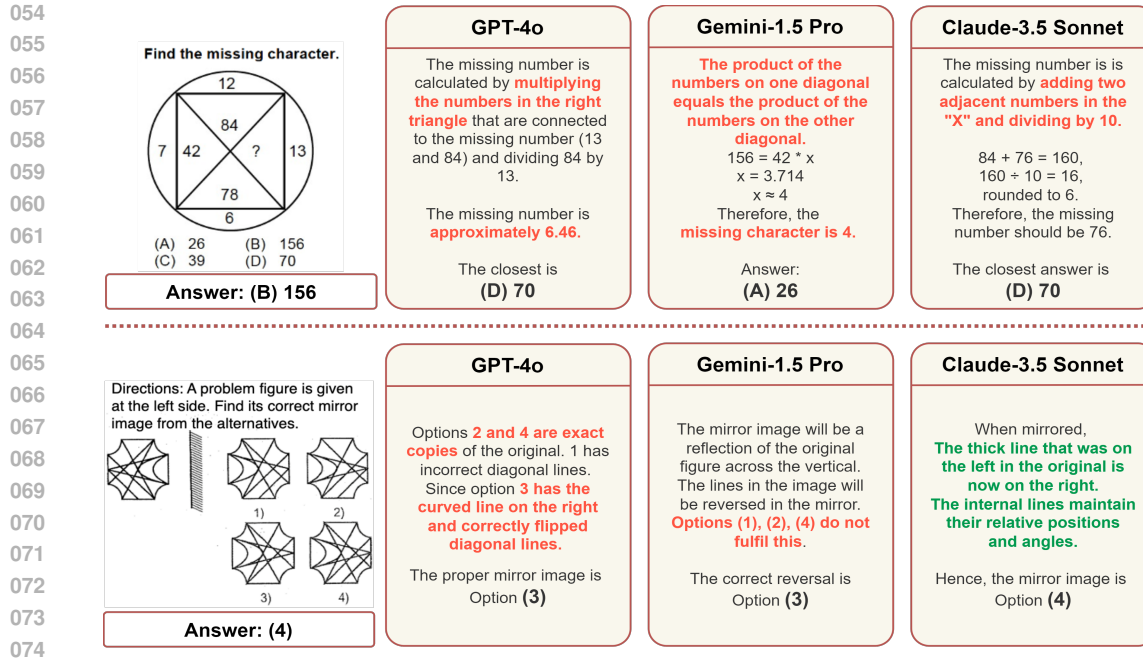 054
055
056
057
058
059
060
061
062
063
064
065
066
067
068
069
070
071
072
073
074
Find the missing character.
12
84
7
42
?
13
78
6
(A) 26 (B) 156
(C) 39 (D) 70
Answer: (B) 156
GPT-4o
The missing number is
calculated by multiplying
the numbers in the right
triangle that are connected
to the missing number (13
and 84) and dividing 84 by
13.
The missing number is
approximately 6.46.
The closest is
(D) 70
Gemini-1.5 Pro
The product of the
numbers on one diagonal
equals the product of the
numbers on the other
diagonal.
156 = 42 * x
x = 3.714
x ≈ 4
Therefore, the
missing character is 4.
Answer:
(A) 26
Claude-3.5 Sonnet
The missing number is is
calculated by adding two
adjacent numbers in the
"X" and dividing by 10.
84 + 76 = 160,
160 ÷ 10 = 16,
rounded to 6.
Therefore, the missing
number should be 76.
The closest answer is
(D) 70
Directions: A problem figure is given
at the left side. Find its correct mirror
image from the alternatives.
1)
2)
3)
4)
Answer: (4)
GPT-4o
Options 2 and 4 are exact
copies of the original. 1 has
incorrect diagonal lines.
Since option 3 has the
curved line on the right
and correctly flipped
diagonal lines.
The proper mirror image is
Option (3)
Gemini-1.5 Pro
The mirror image will be a
reflection of the original
figure across the vertical.
The lines in the image will
be reversed in the mirror.
Options (1), (2), (4) do not
fulfil this.
The correct reversal is
Option (3)
Claude-3.5 Sonnet
When mirrored,
The thick line that was on
the left in the original is
now on the right.
The internal lines maintain
their relative positions
and angles.
Hence, the mirror image is
Option (4)